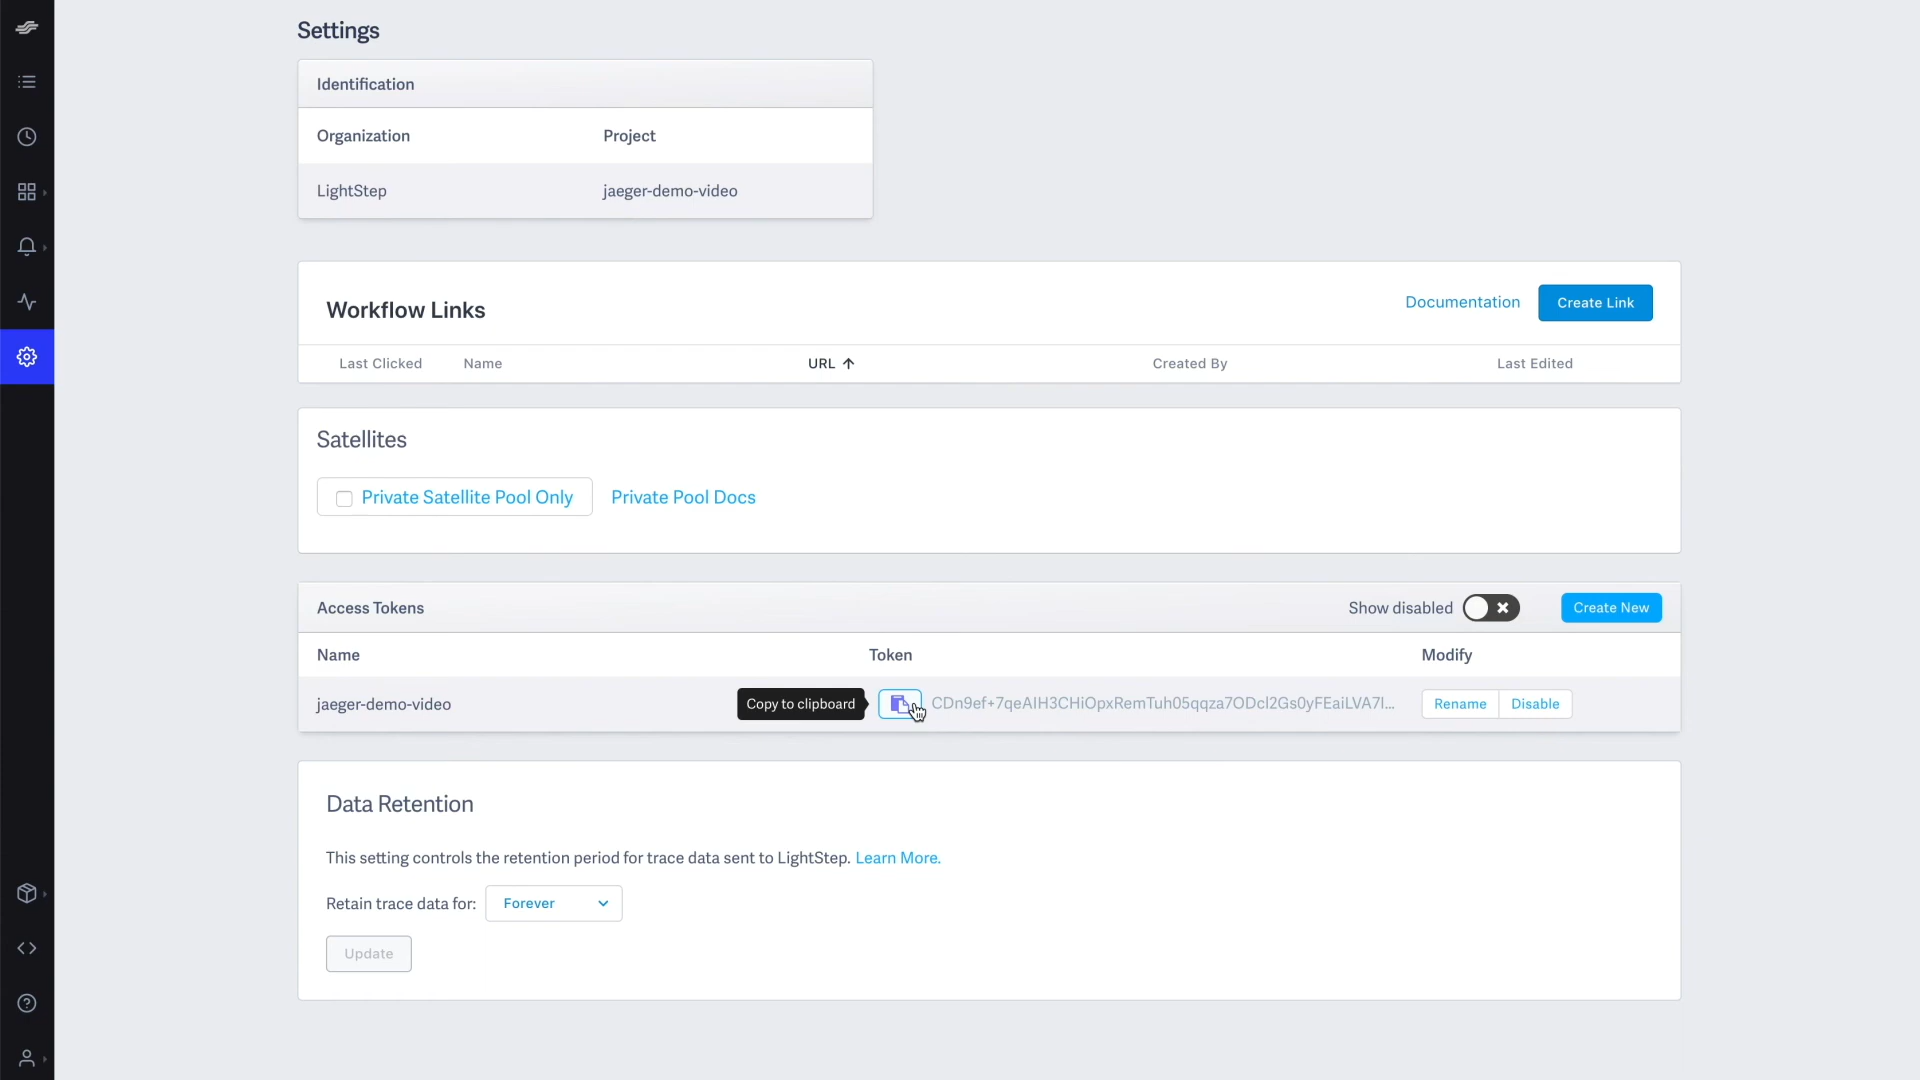 Settings
Identification
Organization Project
LightStep jaeger-demo-video
Workflow Links
Documentation Create Link
Last Clicked Name URL Created By Last Edited
Satellites
Private Satellite Pool Only Private Pool Docs
Access Tokens Show disabled Create New
Name Token Modify
jaeger-demo-video Copy to clipboard Rename Disable
Data Retention
This setting controls the retention period for trace data sent to LightStep. Learn More.
Retain trace data for: Forever
Update